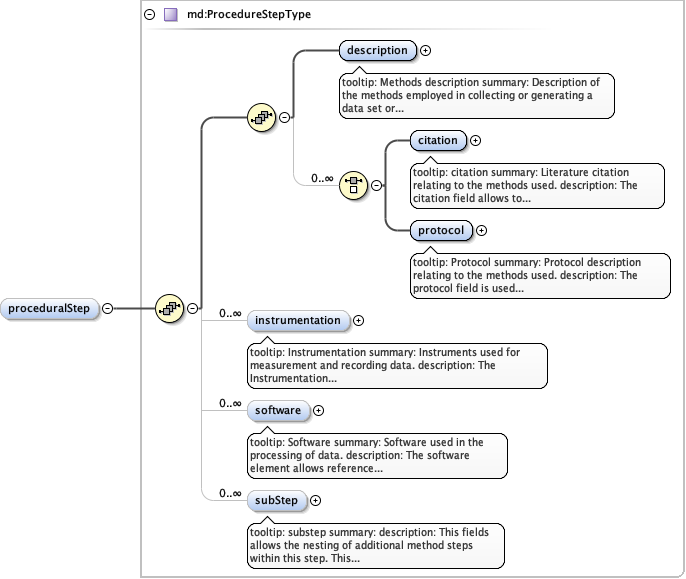 md:ProcedureStepType
description
tooltip: Methods description summary: Description of
the methods employed in collecting or generating a
data set or...
citation
tooltip: citation summary: Literature citation
relating to the methods used. description: The
citation field allows to...
0..∞
protocol
tooltip: Protocol summary: Protocol description
relating to the methods used. description: The
protocol field is used...
proceduralStep
0..∞
instrumentation
tooltip: Instrumentation summary: Instruments used for
measurement and recording data. description: The
Instrumentation...
0..∞
software
tooltip: Software summary: Software used in the
processing of data. description: The software
element allows reference...
0..∞
subStep
tooltip: substep summary: description: This fields
allows the nesting of additional method steps
within this step. This...